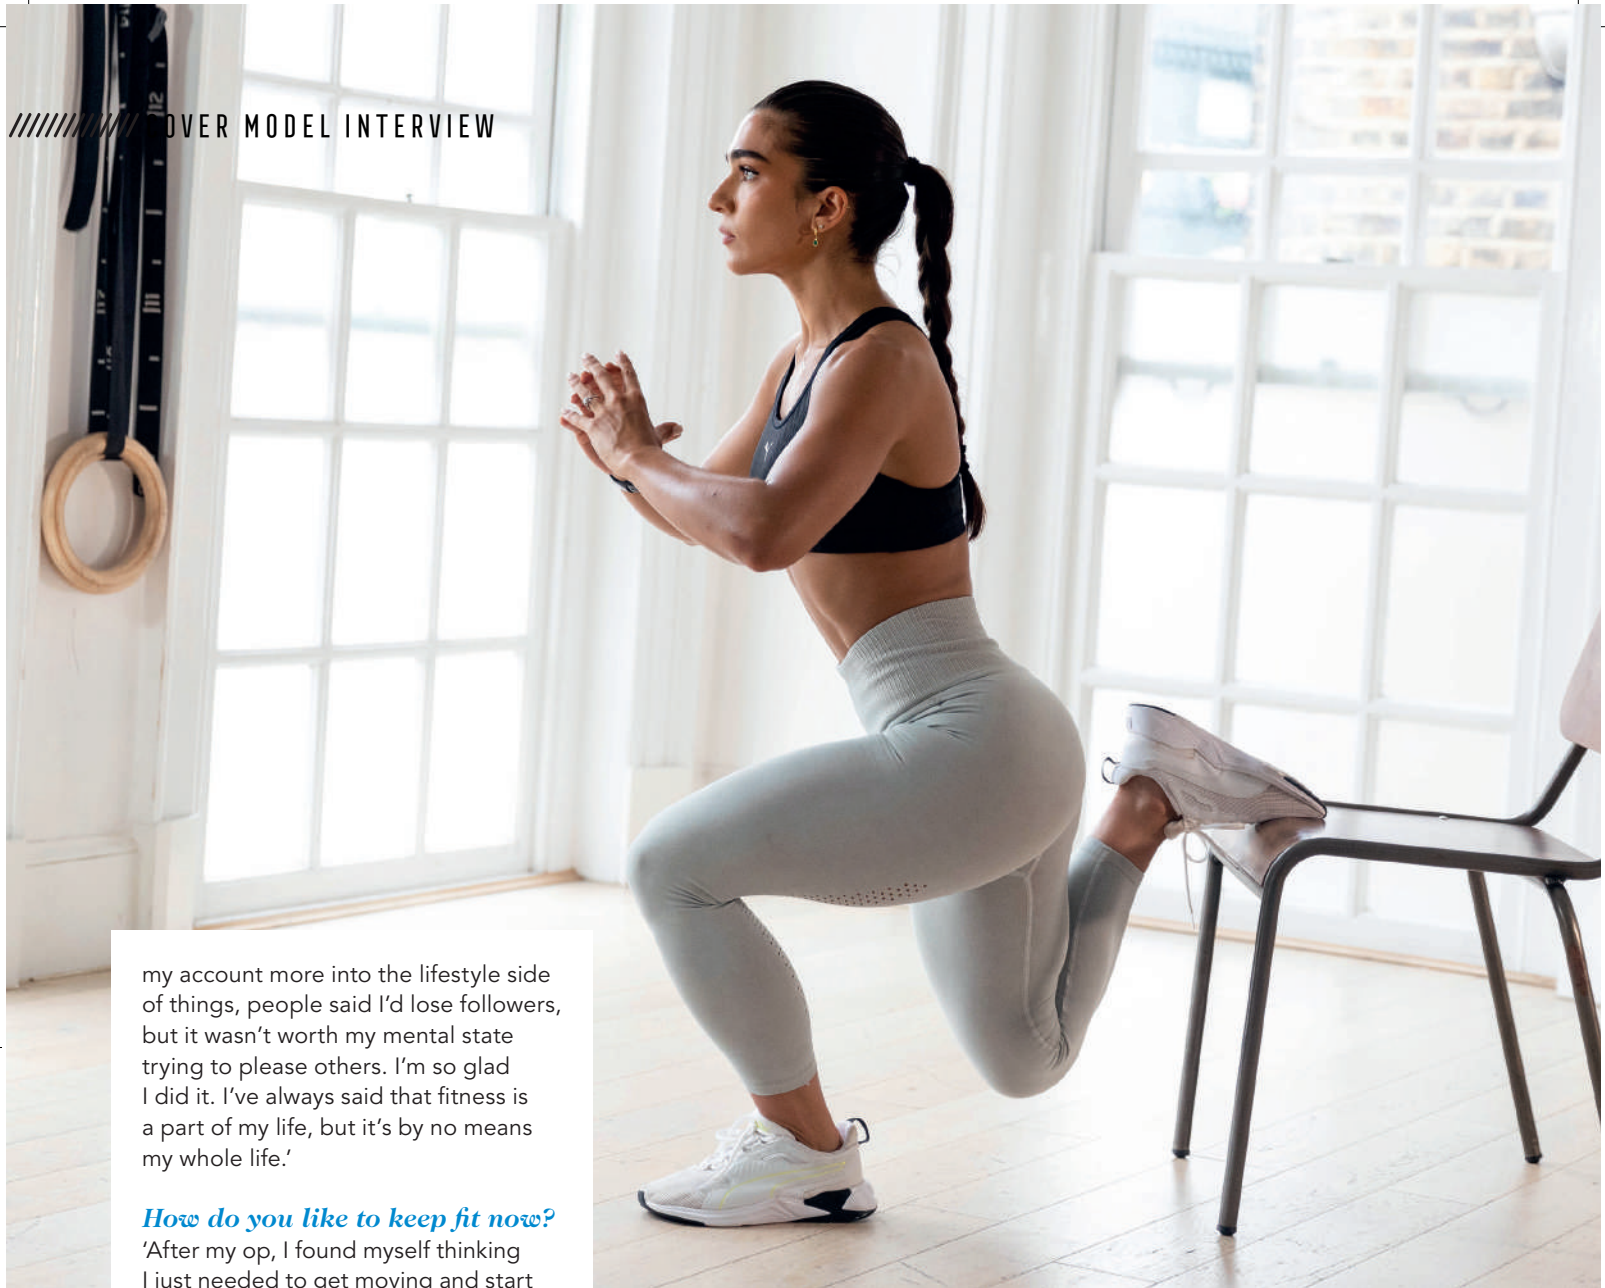 COVER MODEL INTERVIEW
my account more into the lifestyle side
of things, people said I’d lose followers,
but it wasn’t worth my mental state
trying to please others. I’m so glad
I did it. I’ve always said that fitness is
a part of my life, but it’s by no means
my whole life.’
How do you like to keep fit now?
‘After my op, I found myself thinking
I just needed to get moving and start